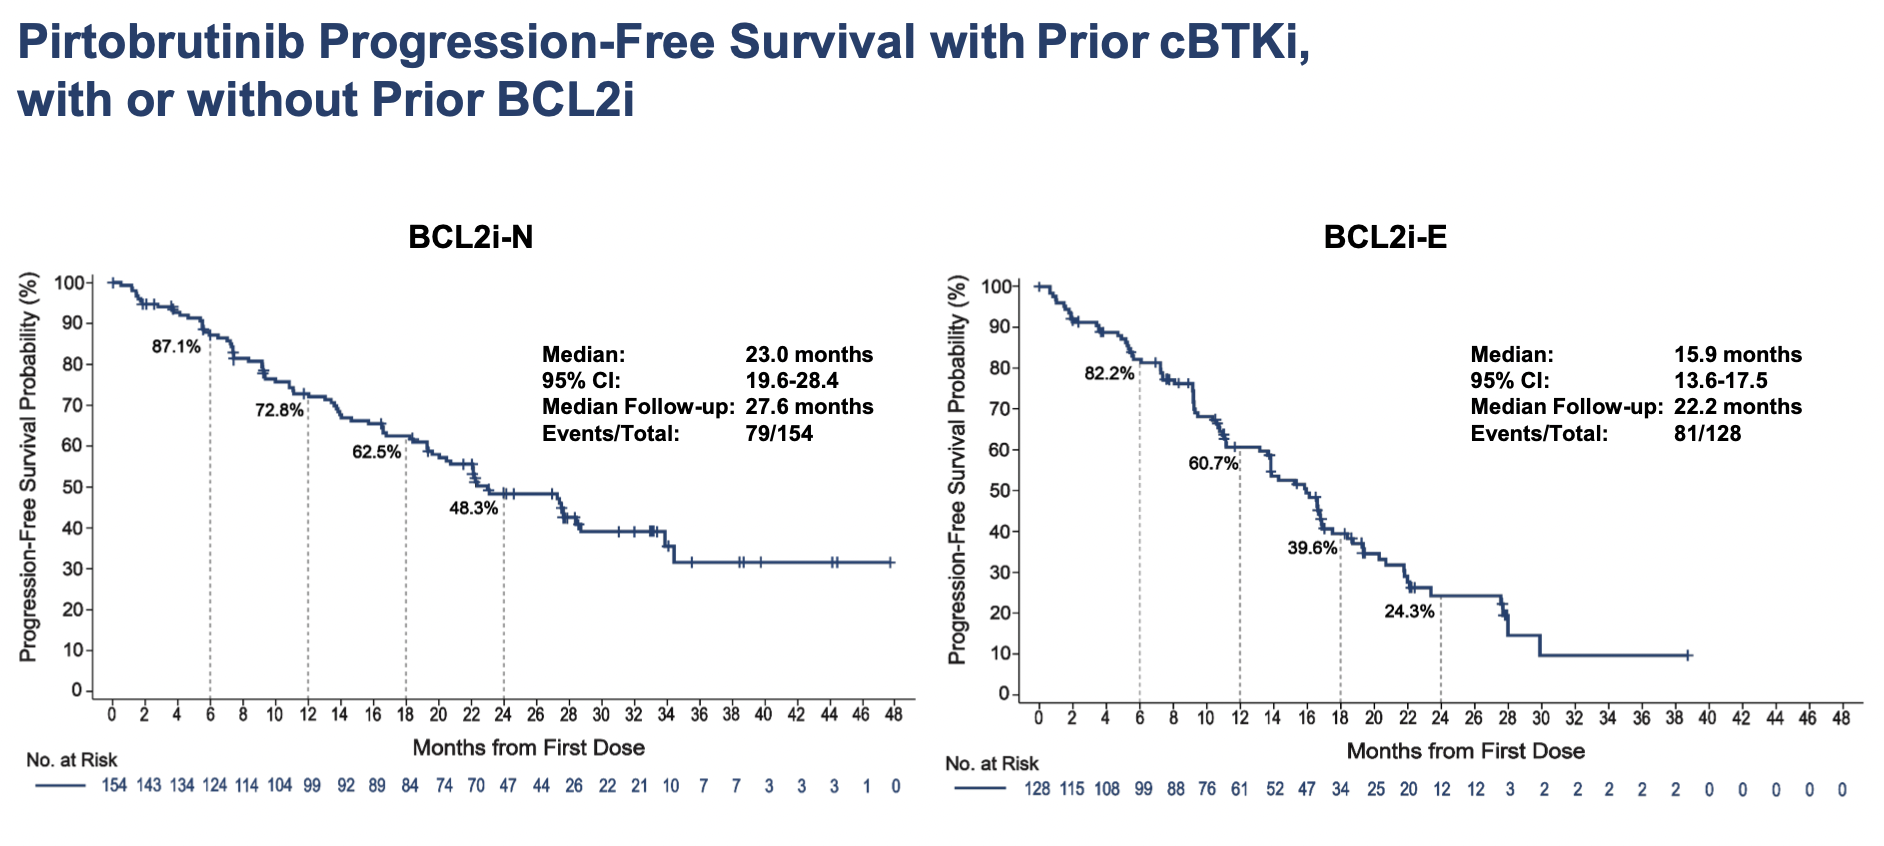 Pirtobrutinib Progression-Free Survival with Prior cBTKi,
with or without Prior BCL2i
BCL2i-N
Progression-Free Survival Probability (%)
100
90
80
70
60
50
40
30
20
10
0
87.1%
72.8%
62.5%
48.3%
Median: 23.0 months
95% CI: 19.6-28.4
Median Follow-up: 27.6 months
Events/Total: 79/154
0 2 4 6 8 10 12 14 16 18 20 22 24 26 28 30 32 34 36 38 40 42 44 46 48
Months from First Dose
No. at Risk
154 143 134 124 114 104 99 92 89 84 74 70 47 44 26 22 21 10 7 7 3 3 3 1 0
BCL2i-E
Progression-Free Survival Probability (%)
100
90
80
70
60
50
40
30
20
10
0
82.2%
60.7%
39.6%
24.3%
Median: 15.9 months
95% CI: 13.6-17.5
Median Follow-up: 22.2 months
Events/Total: 81/128
0 2 4 6 8 10 12 14 16 18 20 22 24 26 28 30 32 34 36 38 40 42 44 46 48
Months from First Dose
No. at Risk
128 115 108 99 88 76 61 52 47 34 25 20 12 12 3 2 2 2 2 2 0 0 0 0 0